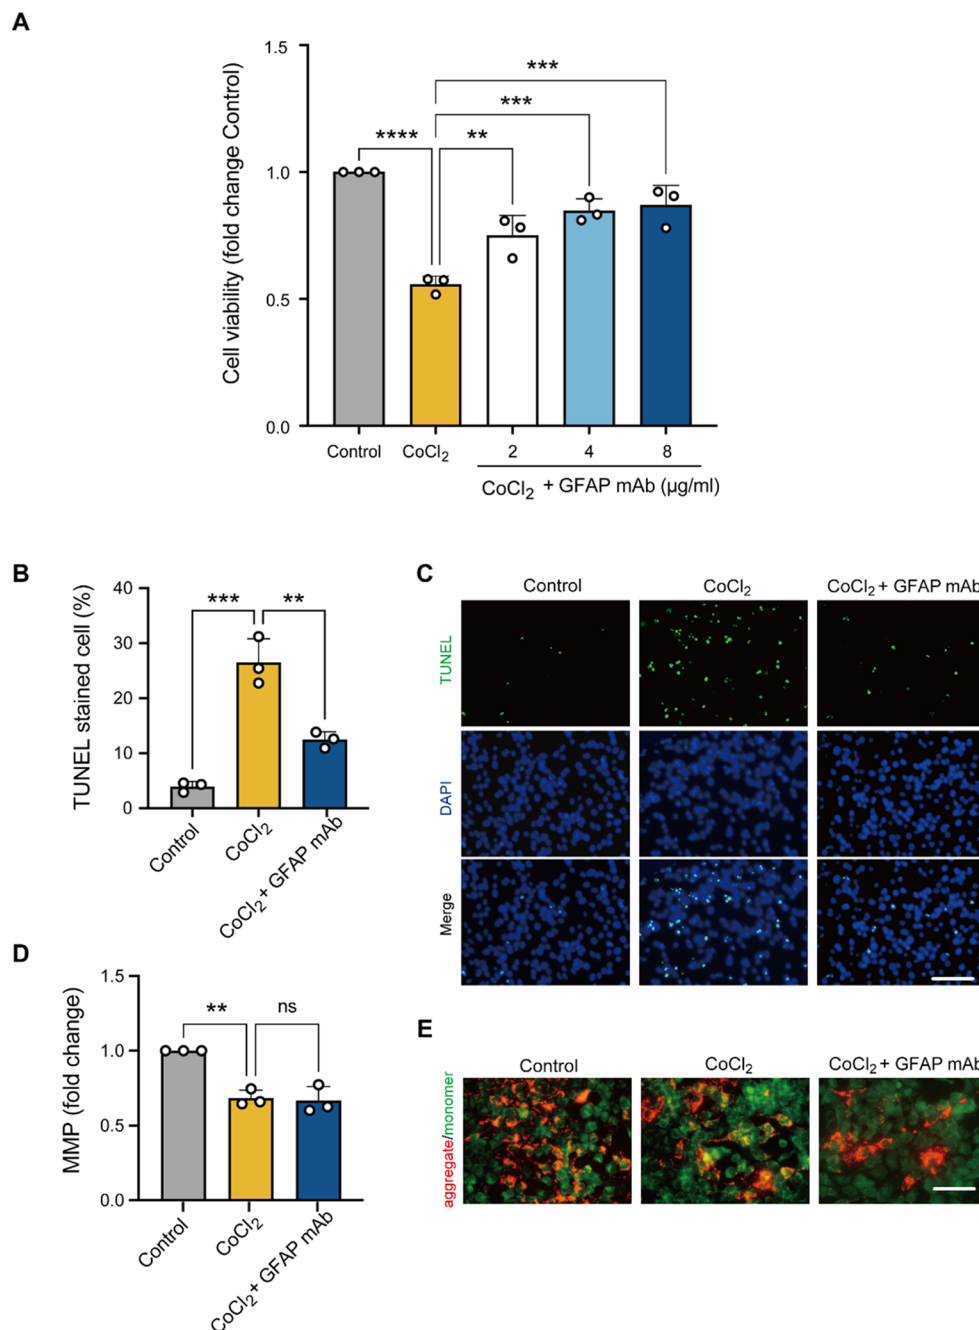 A
Cell viability (fold change Control)
1.5
1.0
0.5
0.0
***
***
****
**
Control
CoCl2
2
4
8
CoCl2 + GFAP mAb (µg/ml)
B
TUNEL stained cell (%)
40
30
20
10
0
***
**
Control
CoCl2
CoCl2 + GFAP mAb
C
Control
CoCl2
CoCl2 + GFAP mAb
TUNEL
DAPI
Merge
D
MMP (fold change)
1.5
1.0
0.5
0.0
**
ns
Control
CoCl2
CoCl2 + GFAP mAb
E
Control
CoCl2
CoCl2 + GFAP mAb
aggregate/monomer